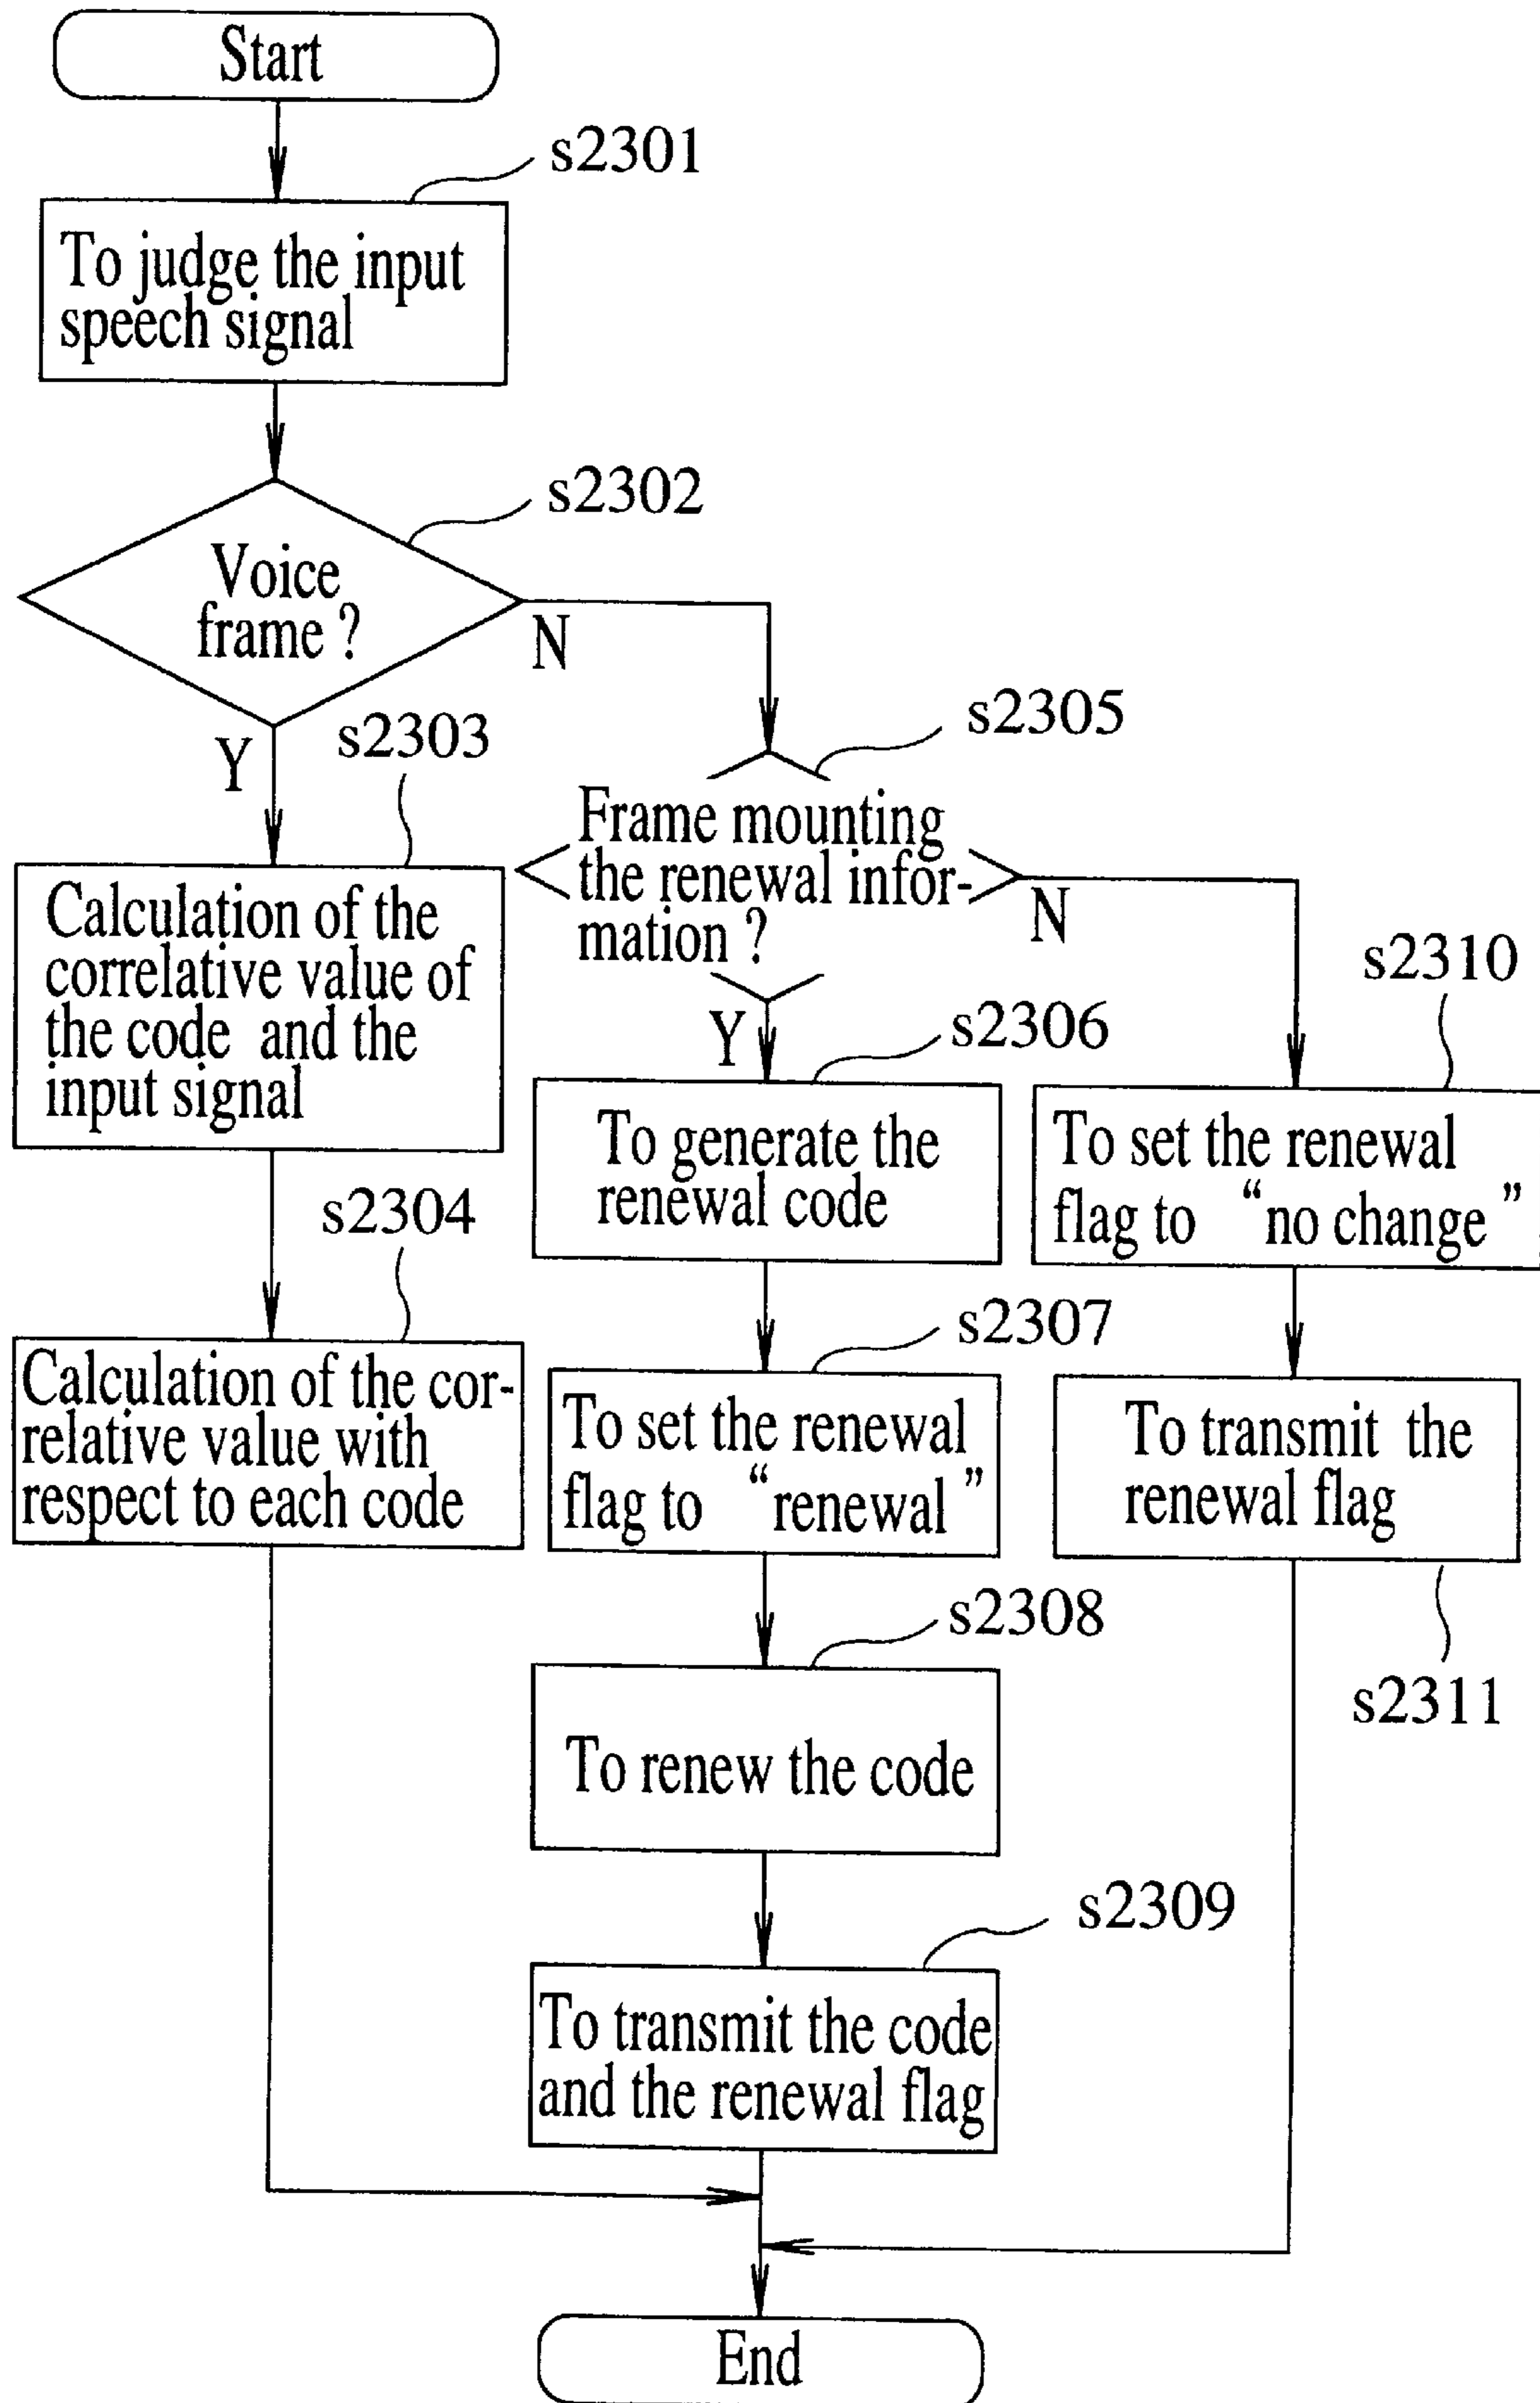 Start
s2301
To judge the input
speech signal
s2302
Voice
frame ?
N
Y
s2303
s2305
Frame mounting
the renewal infor-
mation ?
N
Calculation of the
correlative value of
the code and the
input signal
Y
s2306
s2310
To generate the
renewal code
To set the renewal
flag to “no change ”
s2304
s2307
Calculation of the cor-
relative value with
respect to each code
To set the renewal
flag to “renewal ”
To transmit the
renewal flag
s2308
s2311
To renew the code
s2309
To transmit the code
and the renewal flag
End